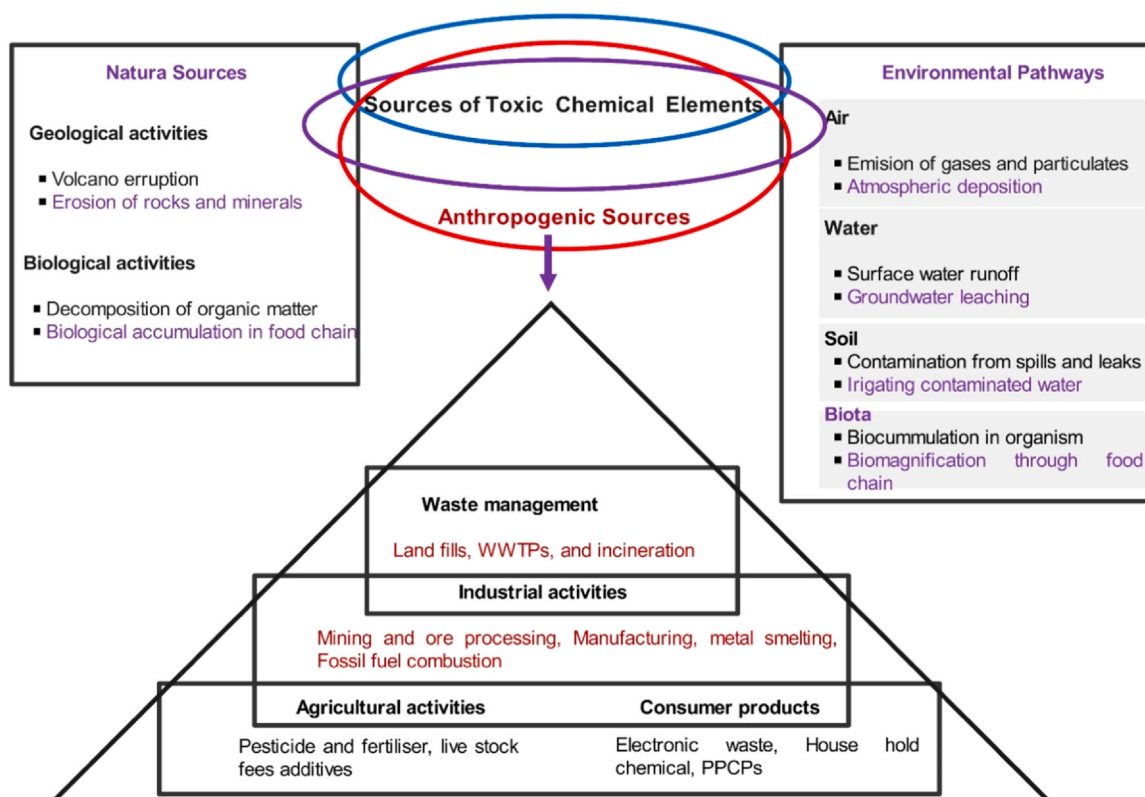 Natura Sources
Geological activities
▪ Volcano erruption
▪ Erosion of rocks and minerals
Biological activities
▪ Decomposition of organic matter
▪ Biological accumulation in food chain
Sources of Toxic Chemical Elements
Anthropogenic Sources
Environmental Pathways
Air
▪ Emision of gases and particulates
▪ Atmospheric deposition
Water
▪ Surface water runoff
▪ Groundwater leaching
Soil
▪ Contamination from spills and leaks
▪ Irigating contaminated water
Biota
▪ Biocummulation in organism
▪ Biomagnification through food
chain
Waste management
Land fills, WWTPs, and incineration
Industrial activities
Mining and ore processing, Manufacturing, metal smelting,
Fossil fuel combustion
Agricultural activities
Pesticide and fertiliser, live stock
fees additives
Consumer products
Electronic waste, House hold
chemical, PPCPs